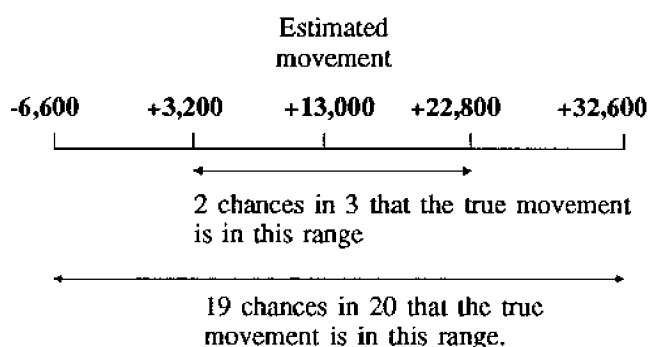 Estimated
movement
-6,600 +3,200 +13,000 +22,800 +32,600
2 chances in 3 that the true movement
is in this range
19 chances in 20 that the true
movement is in this range.